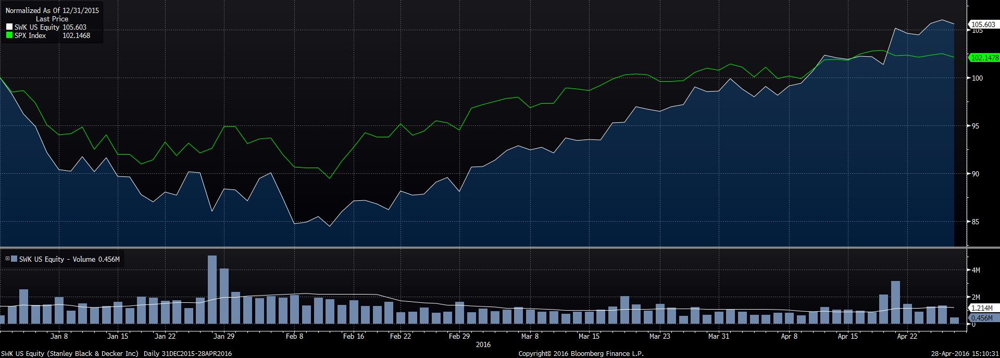 Normalized As Of 12/31/2015
Last Price
SWK US Equity 105.603
SPX Index 102.1468
105.603
105
102.1478
100
95
90
85
SWK US Equity - Volume 0.456M
4M
2M
1.214M
0.456M
0
Jan 8 Jan 15 Jan 22 Jan 29 Feb 8 Feb 16 Feb 22 Feb 29 Mar 8 Mar 15 Mar 23 Mar 31 Apr 8 Apr 15 Apr 22
2016
SWK US Equity (Stanley Black & Decker Inc) Daily 31DEC2015-28APR2016 Copyright© 2016 Bloomberg Finance L.P. 28-Apr-2016 15:10:31